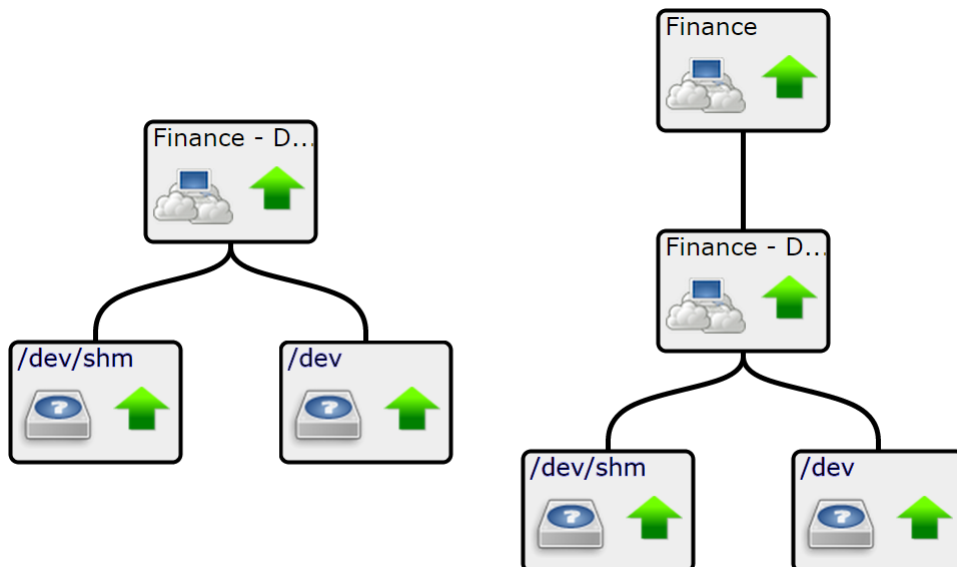 Finance - D...
/dev/shm
/dev
Finance
Finance - D...
/dev/shm
/dev
?
?
?
?